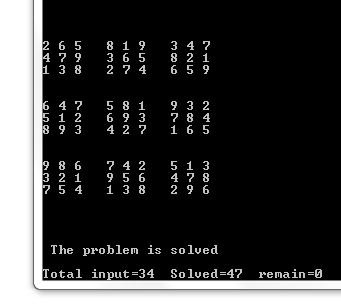 2 6 5   8 1 9   3 4 7
4 7 9   3 6 5   8 2 1
1 3 8   2 7 4   6 5 9
6 4 7   5 8 1   9 3 2
5 1 2   6 9 3   7 8 4
8 9 3   4 2 7   1 6 5
9 8 6   7 4 2   5 1 3
3 2 1   9 5 6   4 7 8
7 5 4   1 3 8   2 9 6
The problem is solved
Total input=34  Solved=47  remain=0